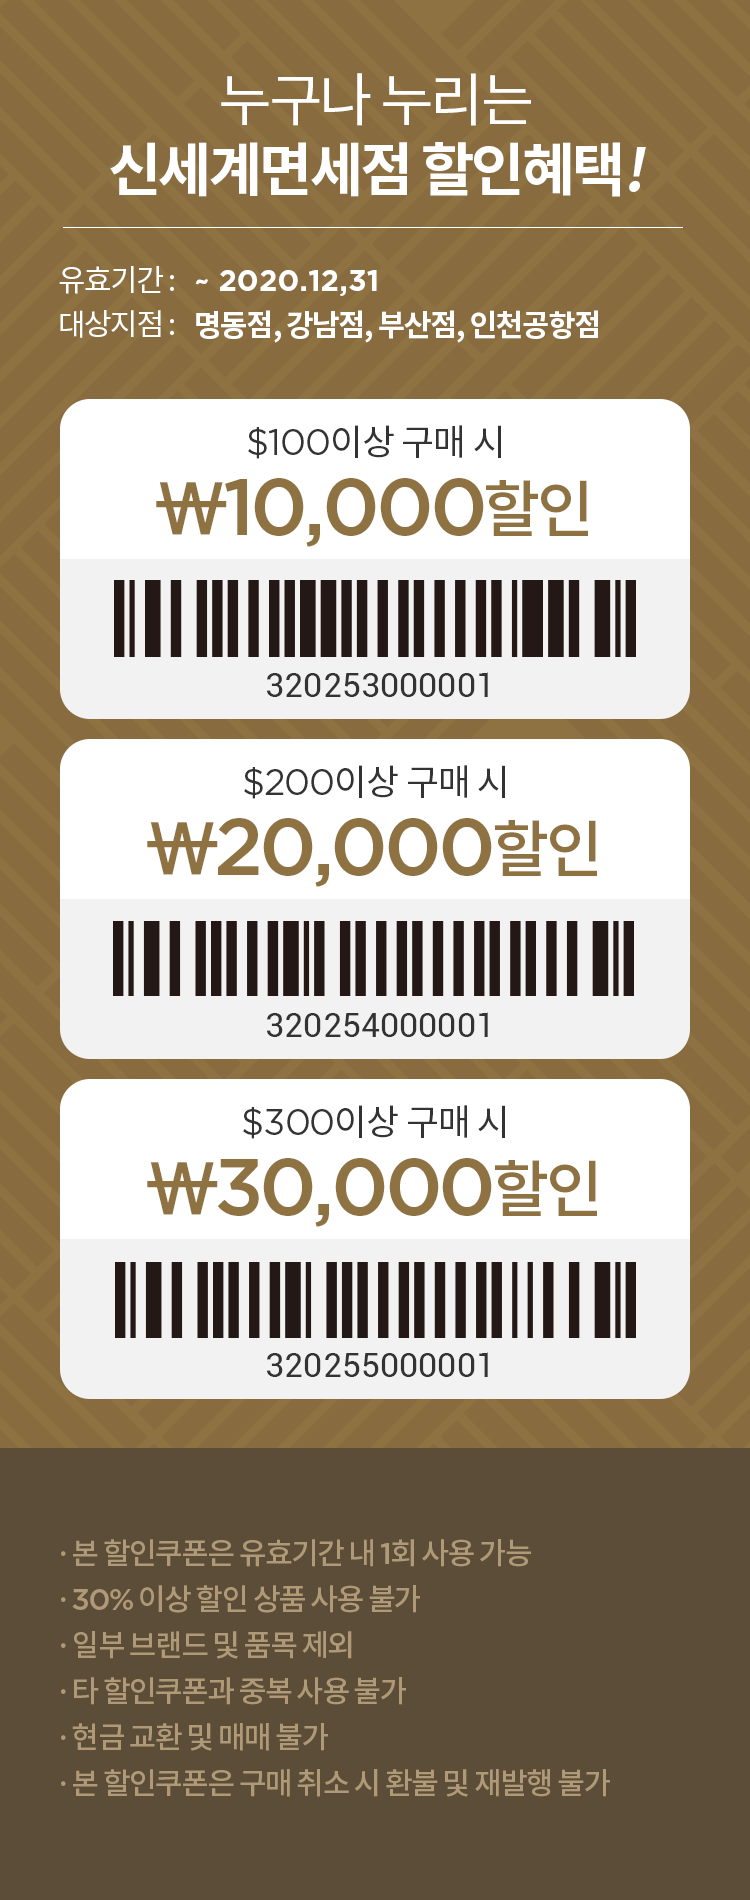 누구나 누리는
신세계면세점 할인혜택!
유효기간 : ~ 2020.12,31
대상지점 : 명동점, 강남점, 부산점, 인천공항점
$100이상 구매 시
₩10,000할인
320253000001
$200이상 구매 시
₩20,000할인
320254000001
$300이상 구매 시
₩30,000할인
320255000001
· 본 할인쿠폰은 유효기간 내 1회 사용 가능
· 30% 이상 할인 상품 사용 불가
· 일부 브랜드 및 품목 제외
· 타 할인쿠폰과 중복 사용 불가
· 현금 교환 및 매매 불가
· 본 할인쿠폰은 구매 취소 시 환불 및 재발행 불가